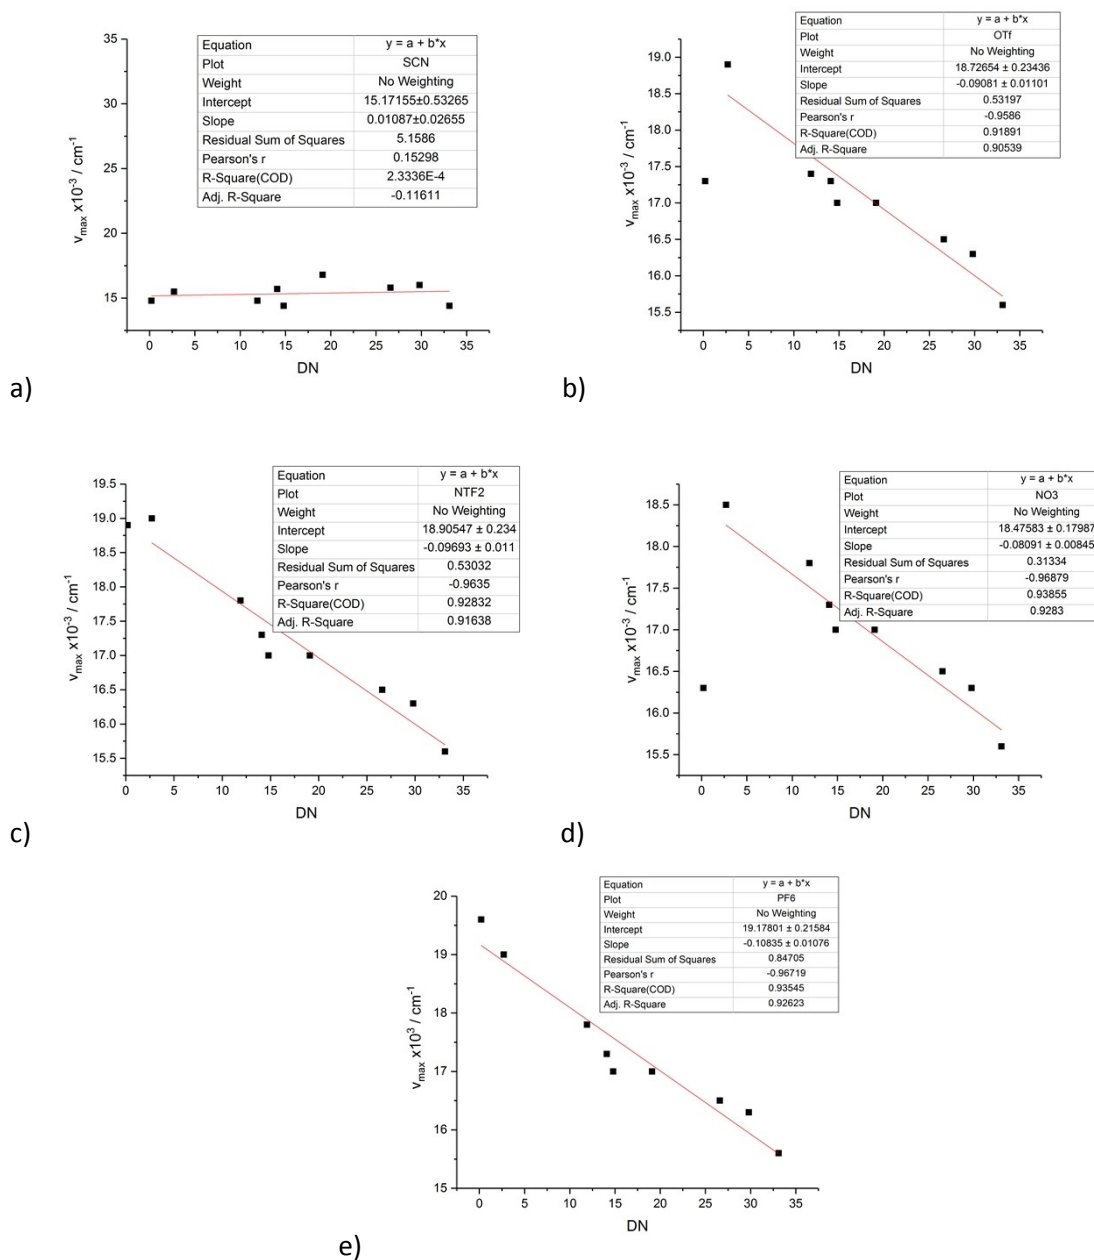 Equation y = a + b*x
Plot SCN
Weight No Weighting
Intercept 15.17155±0.53265
Slope 0.01087±0.02655
Residual Sum of Squares 5.1586
Pearson's r 0.15298
R-Square(COD) 2.3336E-4
Adj. R-Square -0.11611
35
30
25
20
15
0 5 10 15 20 25 30 35
DN
νmax x10⁻³ / cm⁻¹
a)
Equation y = a + b*x
Plot OTf
Weight No Weighting
Intercept 18.72654 ± 0.23436
Slope -0.09081 ± 0.01101
Residual Sum of Squares 0.53197
Pearson's r -0.9586
R-Square(COD) 0.91891
Adj. R-Square 0.90539
19.0
18.5
18.0
17.5
17.0
16.5
16.0
15.5
0 5 10 15 20 25 30 35
DN
νmax x10⁻³ / cm⁻¹
b)
Equation y = a + b*x
Plot NTF2
Weight No Weighting
Intercept 18.90547 ± 0.234
Slope -0.09693 ± 0.011
Residual Sum of Squares 0.53032
Pearson's r -0.9635
R-Square(COD) 0.92832
Adj. R-Square 0.91638
19.5
19.0
18.5
18.0
17.5
17.0
16.5
16.0
15.5
0 5 10 15 20 25 30 35
DN
νmax x10⁻³ / cm⁻¹
c)
Equation y = a + b*x
Plot NO3
Weight No Weighting
Intercept 18.47583 ± 0.17987
Slope -0.08091 ± 0.00845
Residual Sum of Squares 0.31334
Pearson's r -0.96879
R-Square(COD) 0.93855
Adj. R-Square 0.9283
18.5
18.0
17.5
17.0
16.5
16.0
15.5
0 5 10 15 20 25 30 35
DN
νmax x10⁻³ / cm⁻¹
d)
Equation y = a + b*x
Plot PF6
Weight No Weighting
Intercept 19.17801 ± 0.21584
Slope -0.10835 ± 0.01076
Residual Sum of Squares 0.84705
Pearson's r -0.96719
R-Square(COD) 0.93545
Adj. R-Square 0.92623
20
19
18
17
16
15
0 5 10 15 20 25 30 35
DN
νmax x10³ / cm⁻¹
e)